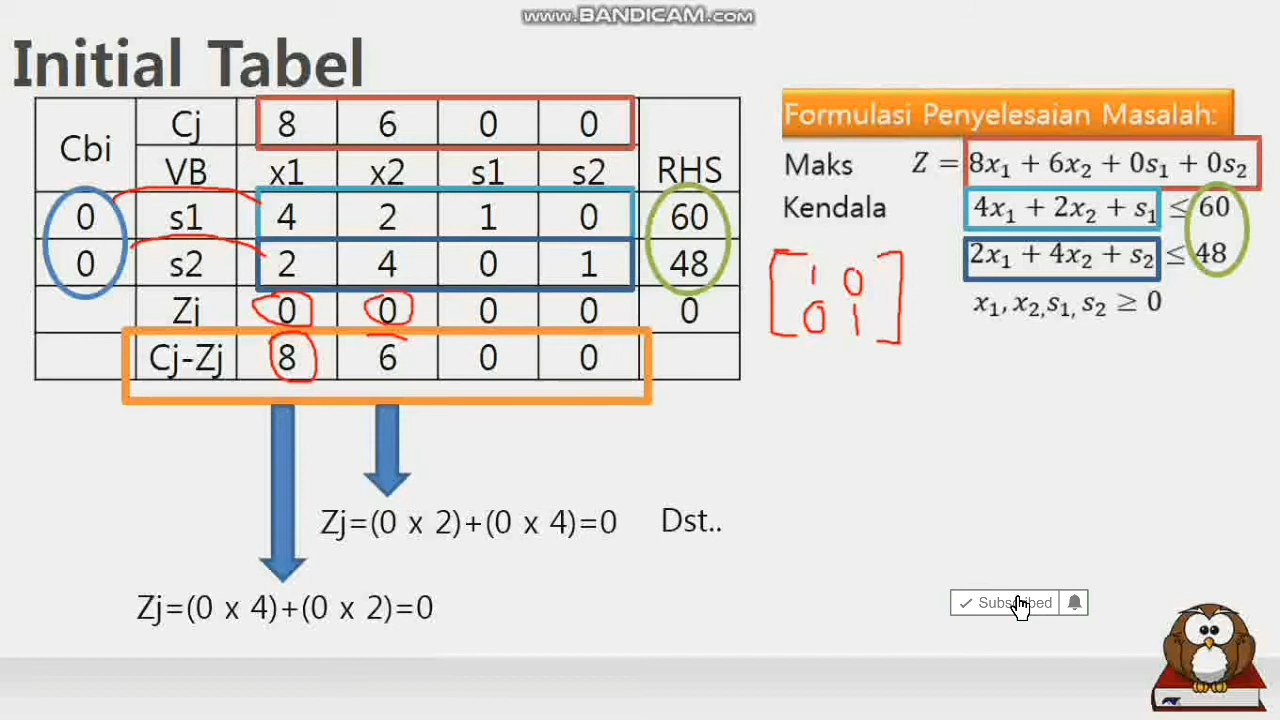 www.BANDICAM.com
Initial Tabel
Cbi Cj 8 6 0 0 RHS
VB x1 x2 s1 s2
0 s1 4 2 1 0 60
0 s2 2 4 0 1 48
Zj 0 0 0 0 0
Cj-Zj 8 6 0 0
Zj=(0 x 2)+(0 x 4)=0 Dst..
Zj=(0 x 4)+(0 x 2)=0
Formulasi Penyelesaian Masalah:
Maks Z = 8x₁ + 6x₂ + 0s₁ + 0s₂
Kendala 4x₁ + 2x₂ + s₁ ≤ 60
2x₁ + 4x₂ + s₂ ≤ 48
x₁, x₂, s₁, s₂ ≥ 0
1 0
0 1
Subscribed